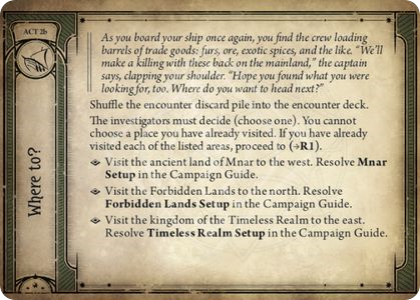 ACT 2b
Where to?
As you board your ship once again, you find the crew loading
barrels of trade goods: furs, ore, exotic spices, and the like. “We’ll
make a killing with these back on the mainland,” the captain
says, clapping your shoulder. “Hope you found what you were
looking for, too. Where do you want to head next?”
Shuffle the encounter discard pile into the encounter deck.
The investigators must decide (choose one). You cannot
choose a place you have already visited. If you have already
visited each of the listed areas, proceed to (→R1).
Visit the ancient land of Mnar to the west. Resolve Mnar
Setup in the Campaign Guide.
Visit the Forbidden Lands to the north. Resolve
Forbidden Lands Setup in the Campaign Guide.
Visit the kingdom of the Timeless Realm to the east.
Resolve Timeless Realm Setup in the Campaign Guide.